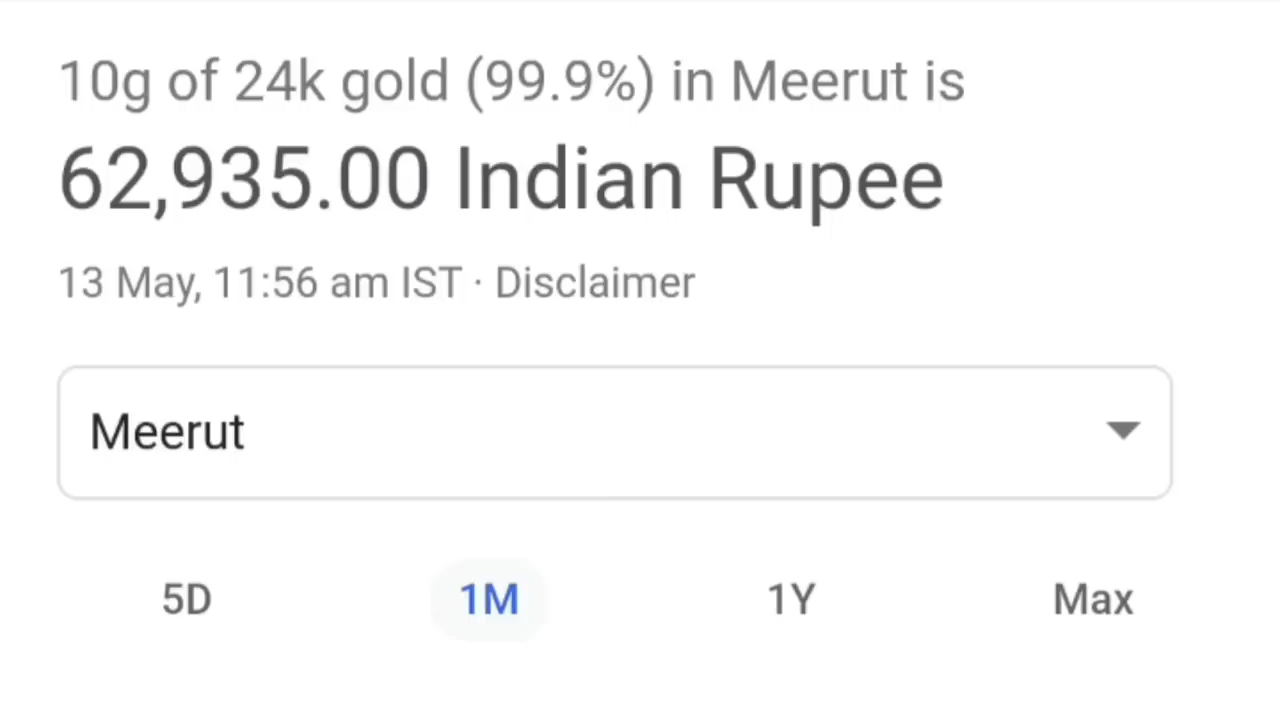 10g of 24k gold (99.9%) in Meerut is
62,935.00 Indian Rupee
13 May, 11:56 am IST · Disclaimer
Meerut
5D 1M 1Y Max